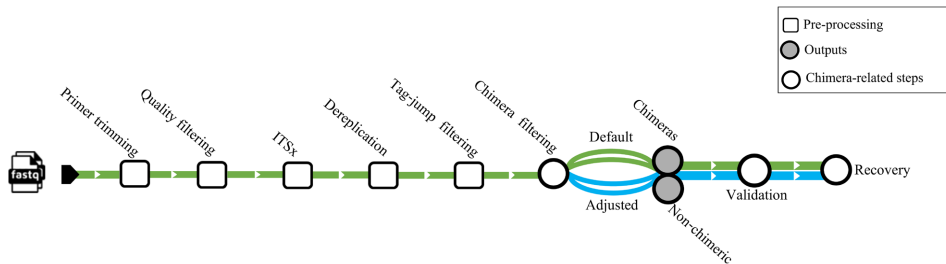 Pre-processing
Outputs
Chimera-related steps
Primer trimming
Quality filtering
ITSx
Dereplication
Tag-jump filtering
Chimera filtering
Default
Adjusted
Chimeras
Non-chimeric
Validation
Recovery
fastq